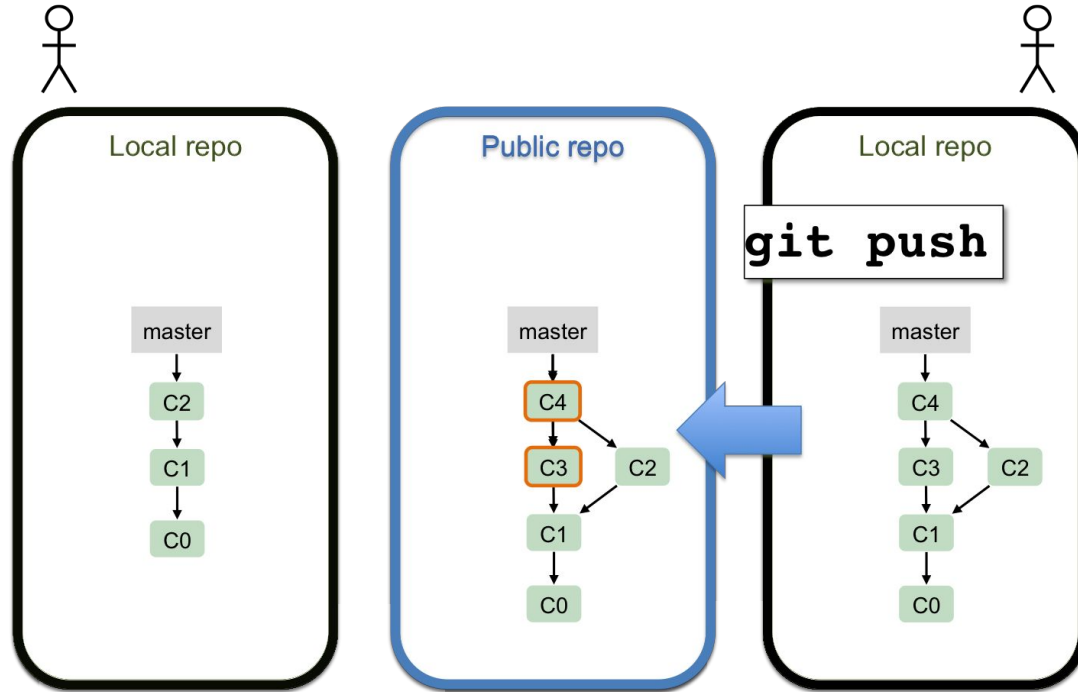 Local repo
master
C2
C1
C0
Public repo
master
C4
C3
C2
C1
C0
Local repo
git push
master
C4
C3
C2
C1
C0